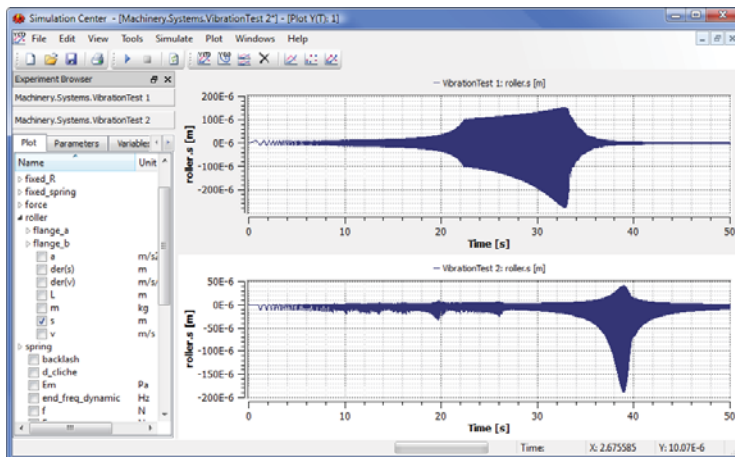 Simulation Center - [Machinery.Systems.VibrationTest 2*] - [Plot Y(T): 1]
File Edit View Tools Simulate Plot Windows Help
Experiment Browser
Machinery.Systems.VibrationTest 1
Machinery.Systems.VibrationTest 2
Plot Parameters Variables
Name Unit
fixed_R
fixed_spring
force
roller
flange_a
flange_b
a m/s2
der(s) m
der(v) m/s
L m
m kg
s m
v m/s
spring
backlash
d_cliche
Em Pa
end_freq_dynamic Hz
f N
VibrationTest 1: roller.s [m]
200E-6
100E-6
0E-6
-100E-6
-200E-6
roller.s [m]
0 10 20 30 40 50
Time [s]
VibrationTest 2: roller.s [m]
50E-6
0E-6
-50E-6
-100E-6
-150E-6
-200E-6
roller.s [m]
0 10 20 30 40 50
Time [s]
Time: X: 2.675585 Y: 10.07E-6